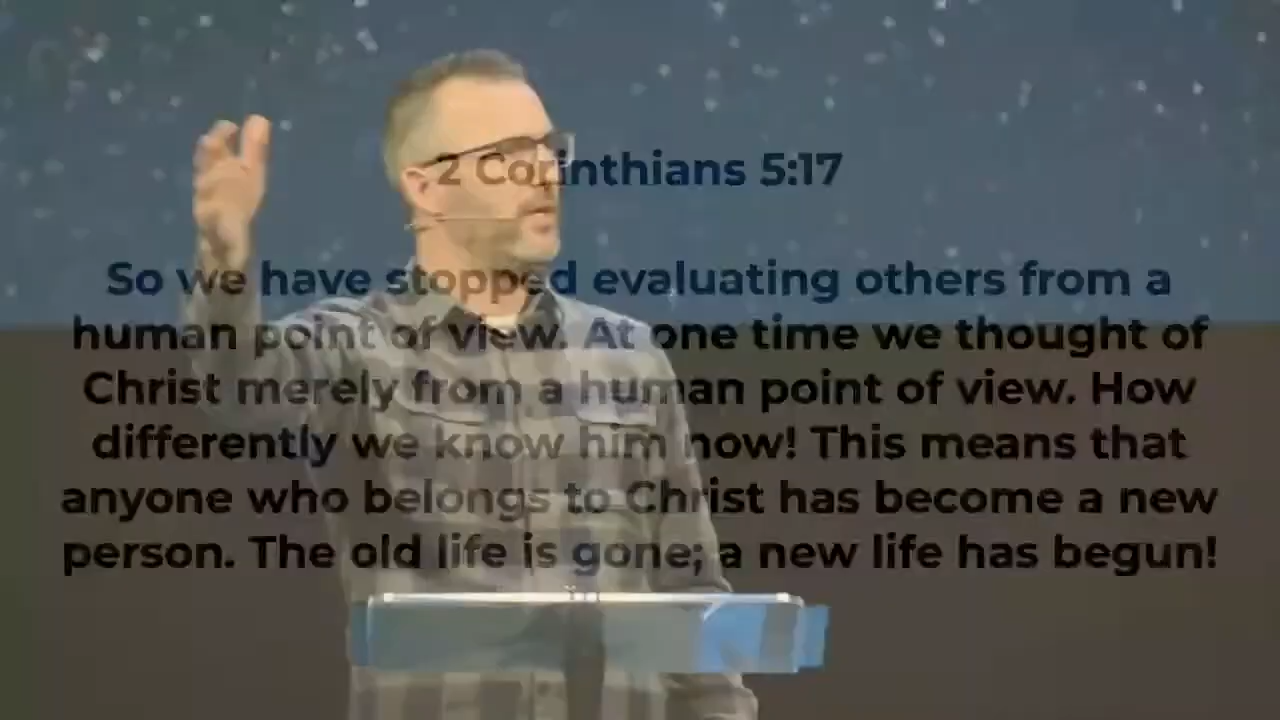 2 Corinthians 5:17
So we have stopped evaluating others from a
human point of view. At one time we thought of
Christ merely from a human point of view. How
differently we know him now! This means that
anyone who belongs to Christ has become a new
person. The old life is gone; a new life has begun!